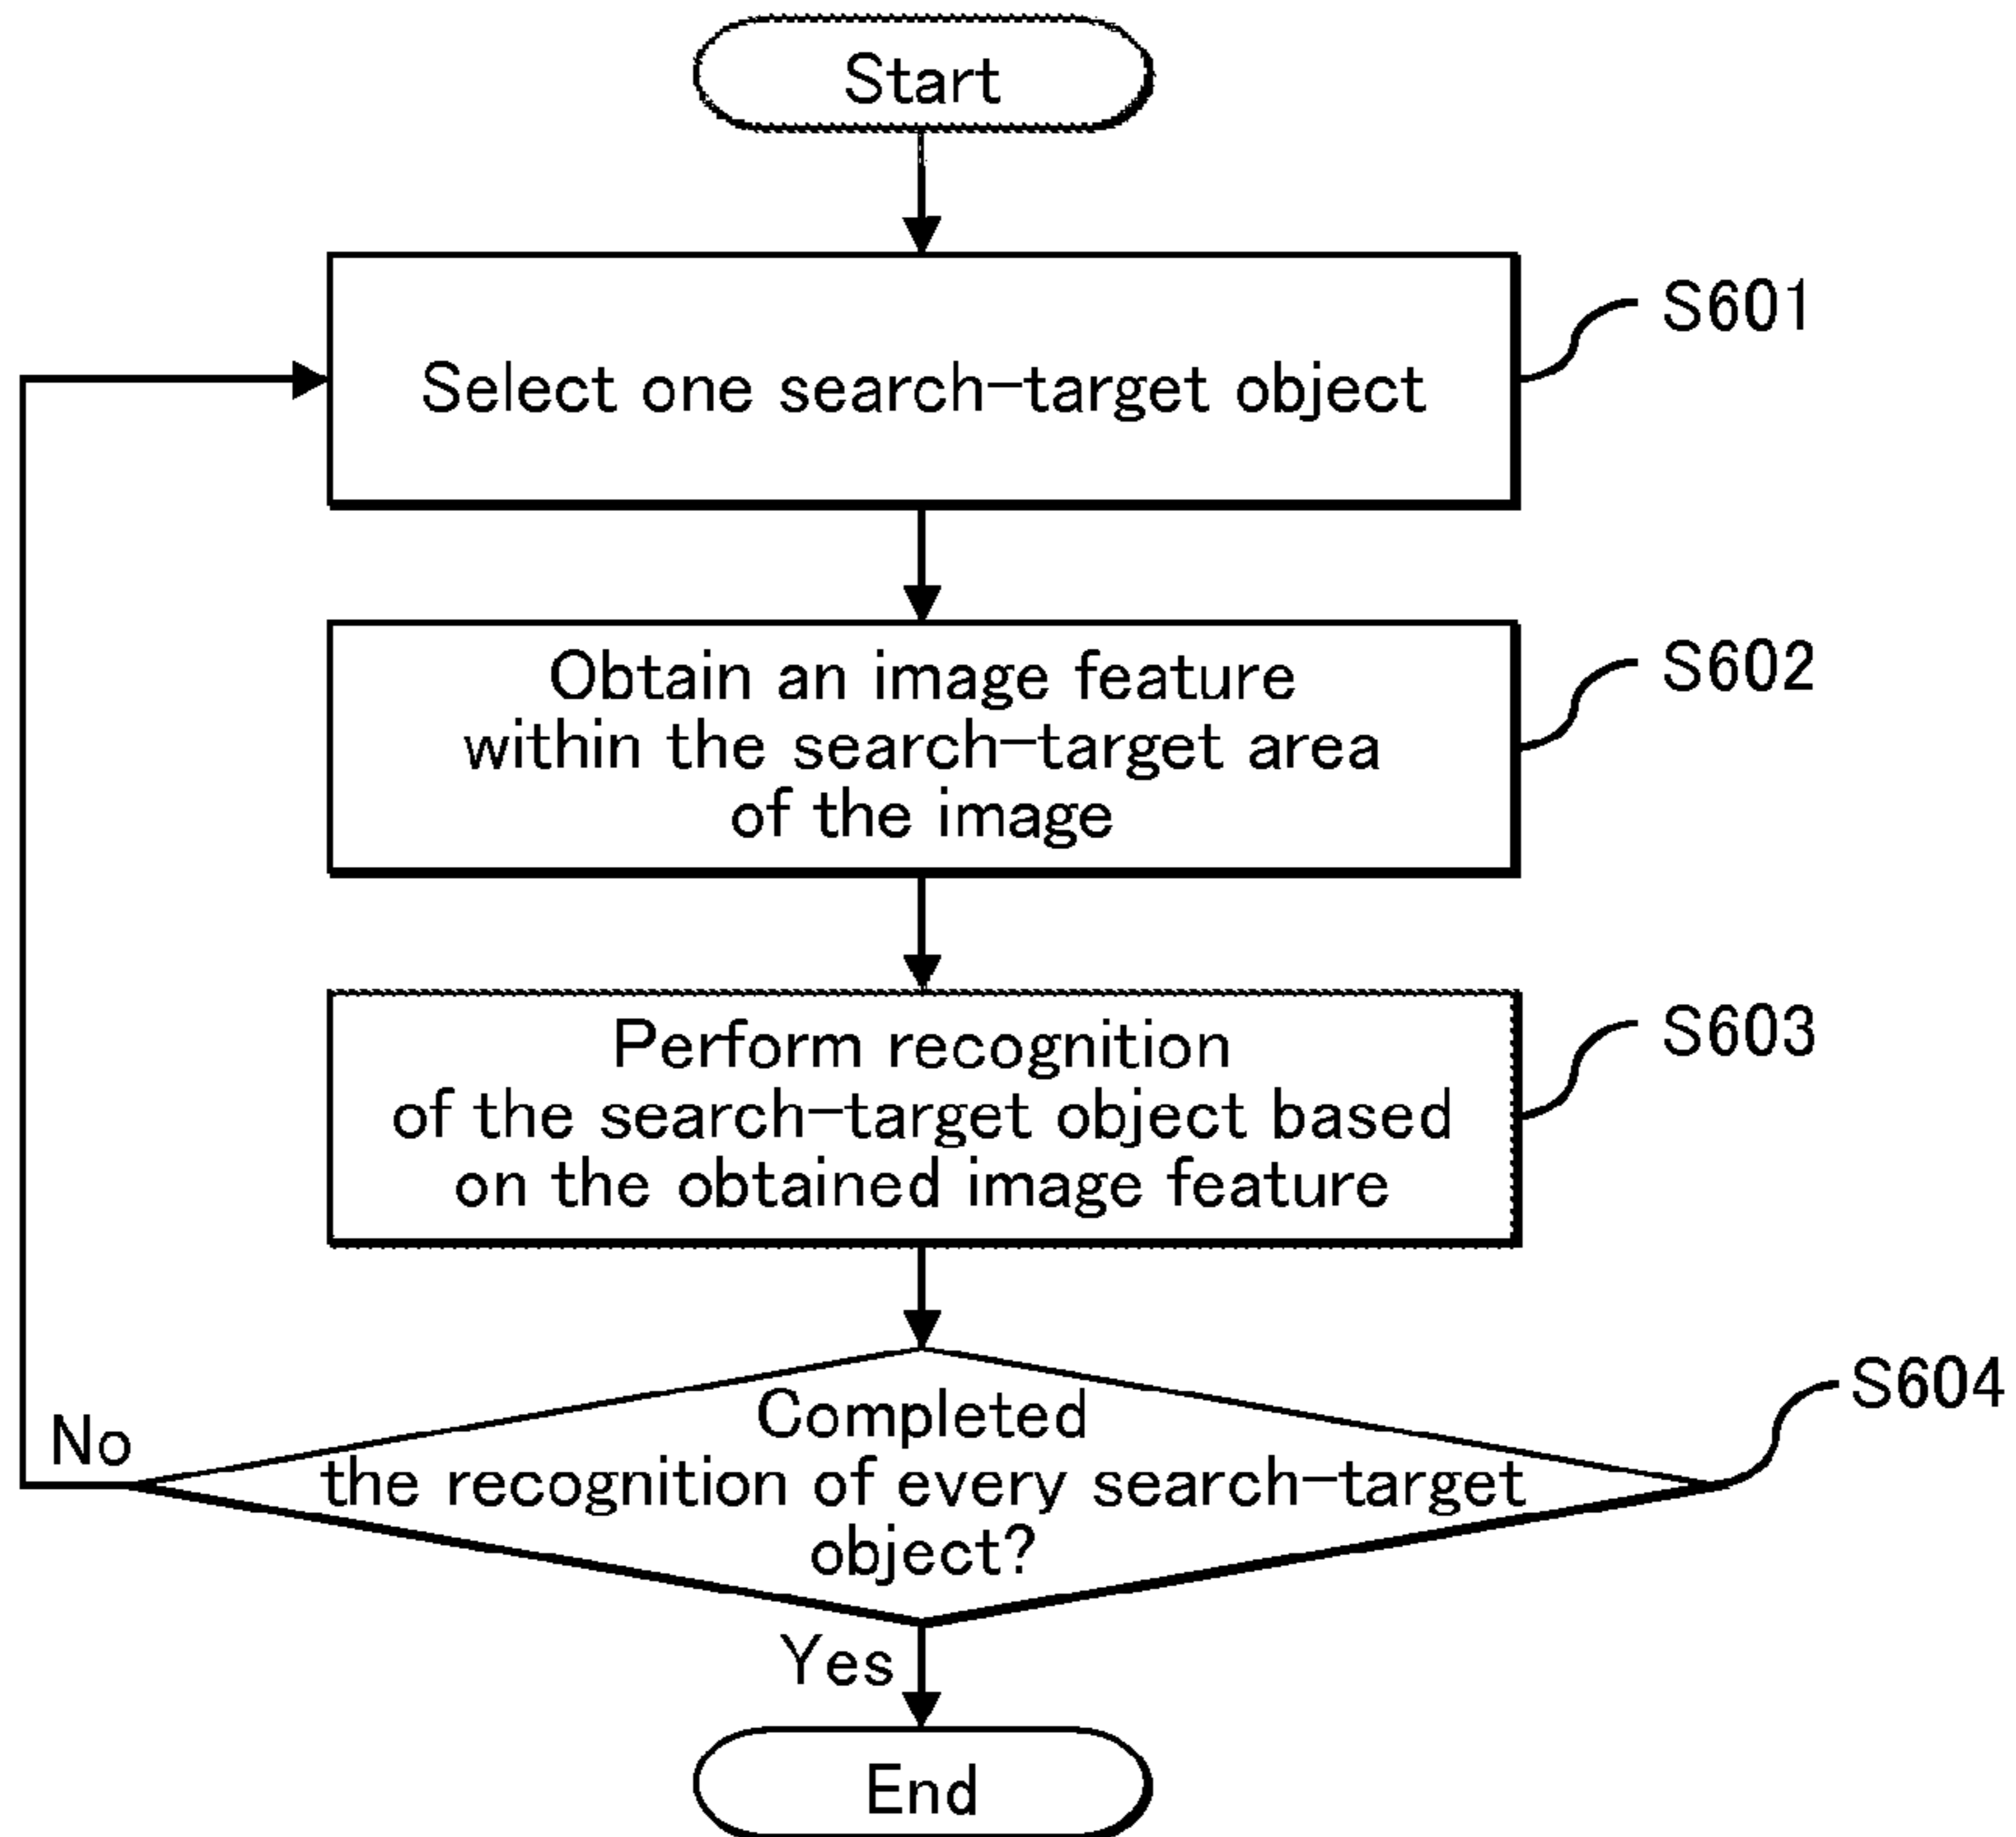 Start
Select one search-target object
S601
Obtain an image feature
within the search-target area
of the image
S602
Perform recognition
of the search-target object based
on the obtained image feature
S603
Completed
the recognition of every search-target
object?
S604
No
Yes
End